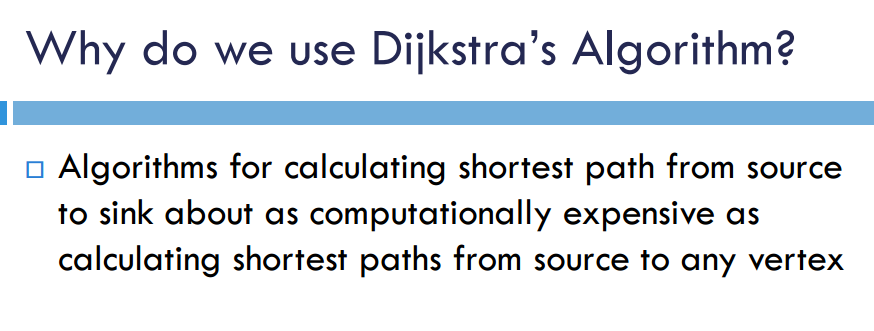 Why do we use Dijkstra's Algorithm?
Algorithms for calculating shortest path from source
to sink about as computationally expensive as
calculating shortest paths from source to any vertex